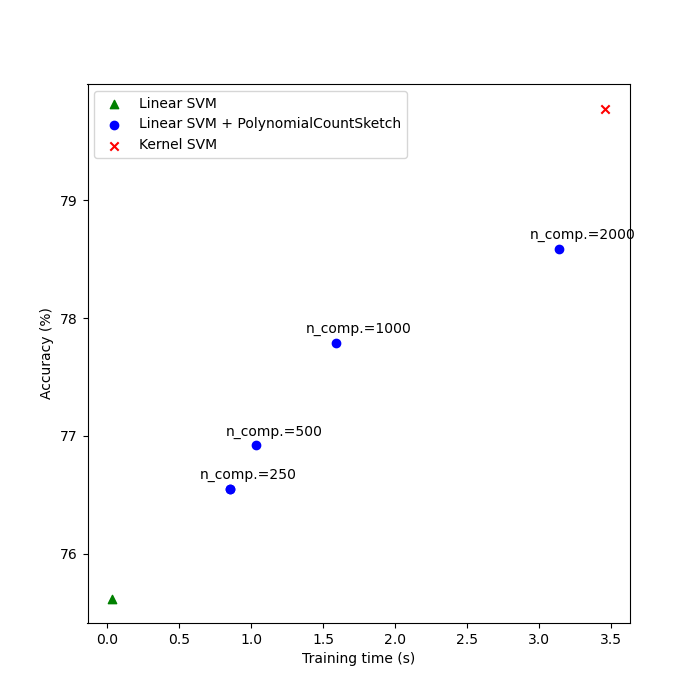 Linear SVM
Linear SVM + PolynomialCountSketch
Kernel SVM
79
n_comp.=2000
78
n_comp.=1000
Accuracy (%)
77
n_comp.=500
n_comp.=250
76
0.0 0.5 1.0 1.5 2.0 2.5 3.0 3.5
Training time (s)